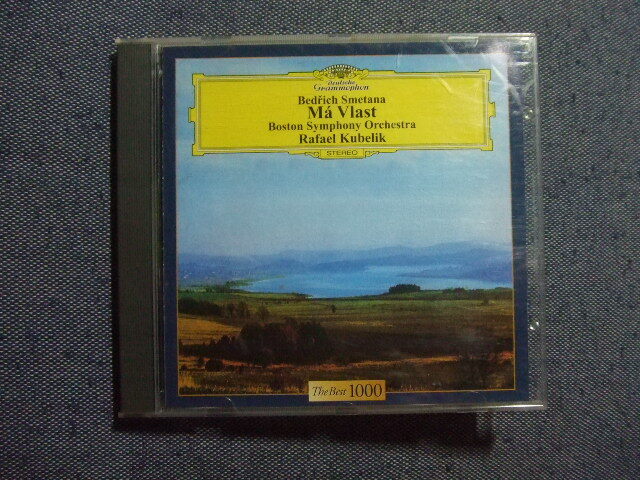 Deutsche
Grammophon
Bedřich Smetana
Má Vlast
Boston Symphony Orchestra
Rafael Kubelik
STEREO
The Best 1000